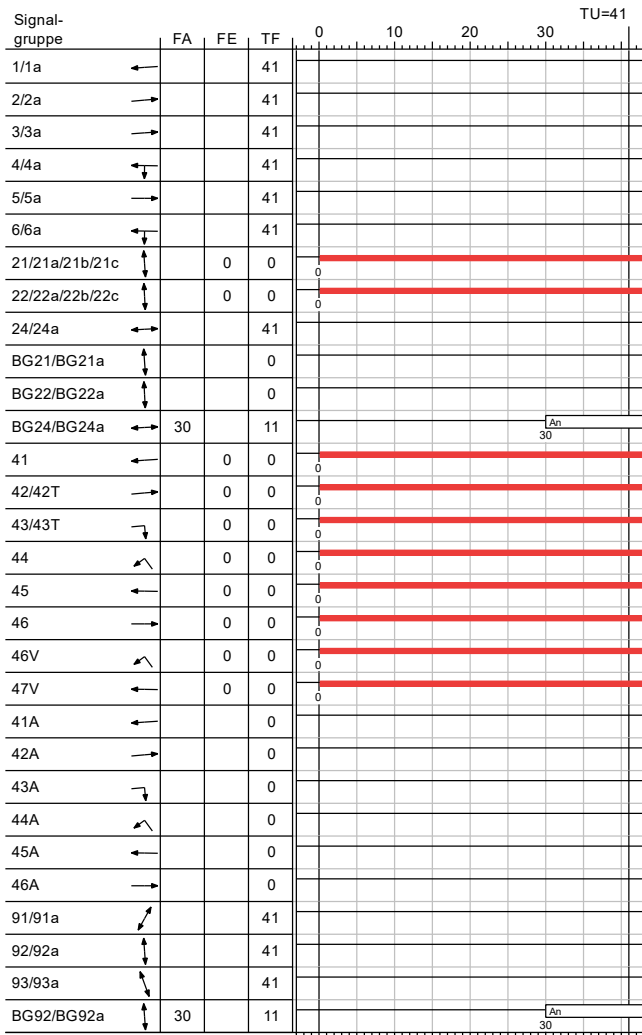 TU=41
Signal-
gruppe FA FE TF 0 10 20 30
1/1a 41
2/2a 41
3/3a 41
4/4a 41
5/5a 41
6/6a 41
21/21a/21b/21c 0 0
0
22/22a/22b/22c 0 0
0
24/24a 41
BG21/BG21a 0
BG22/BG22a 0
BG24/BG24a 30 11 An
30
41 0 0
0
42/42T 0 0
0
43/43T 0 0
0
44 0 0
0
45 0 0
0
46 0 0
0
46V 0 0
0
47V 0 0
0
41A 0
42A 0
43A 0
44A 0
45A 0
46A 0
91/91a 41
92/92a 41
93/93a 41
BG92/BG92a 30 11 An
30